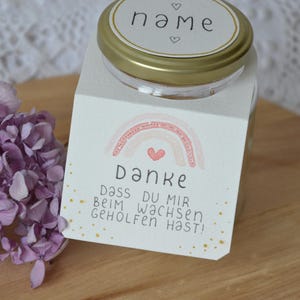 name
Danke
DASS DU MIR
BEIM WACHSEN
GEHOLFEN HAST!